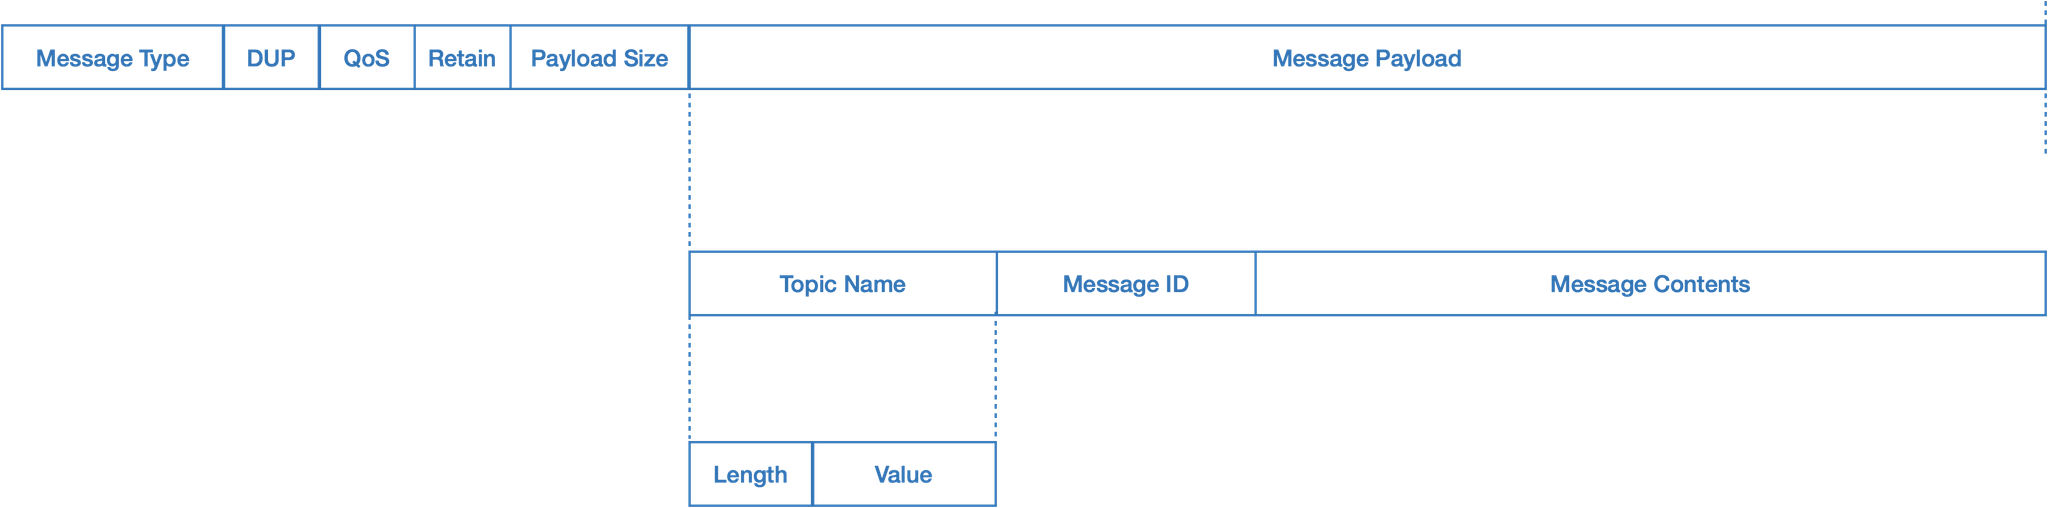 Message Type DUP QoS Retain Payload Size Message Payload
Topic Name Message ID Message Contents
Length Value